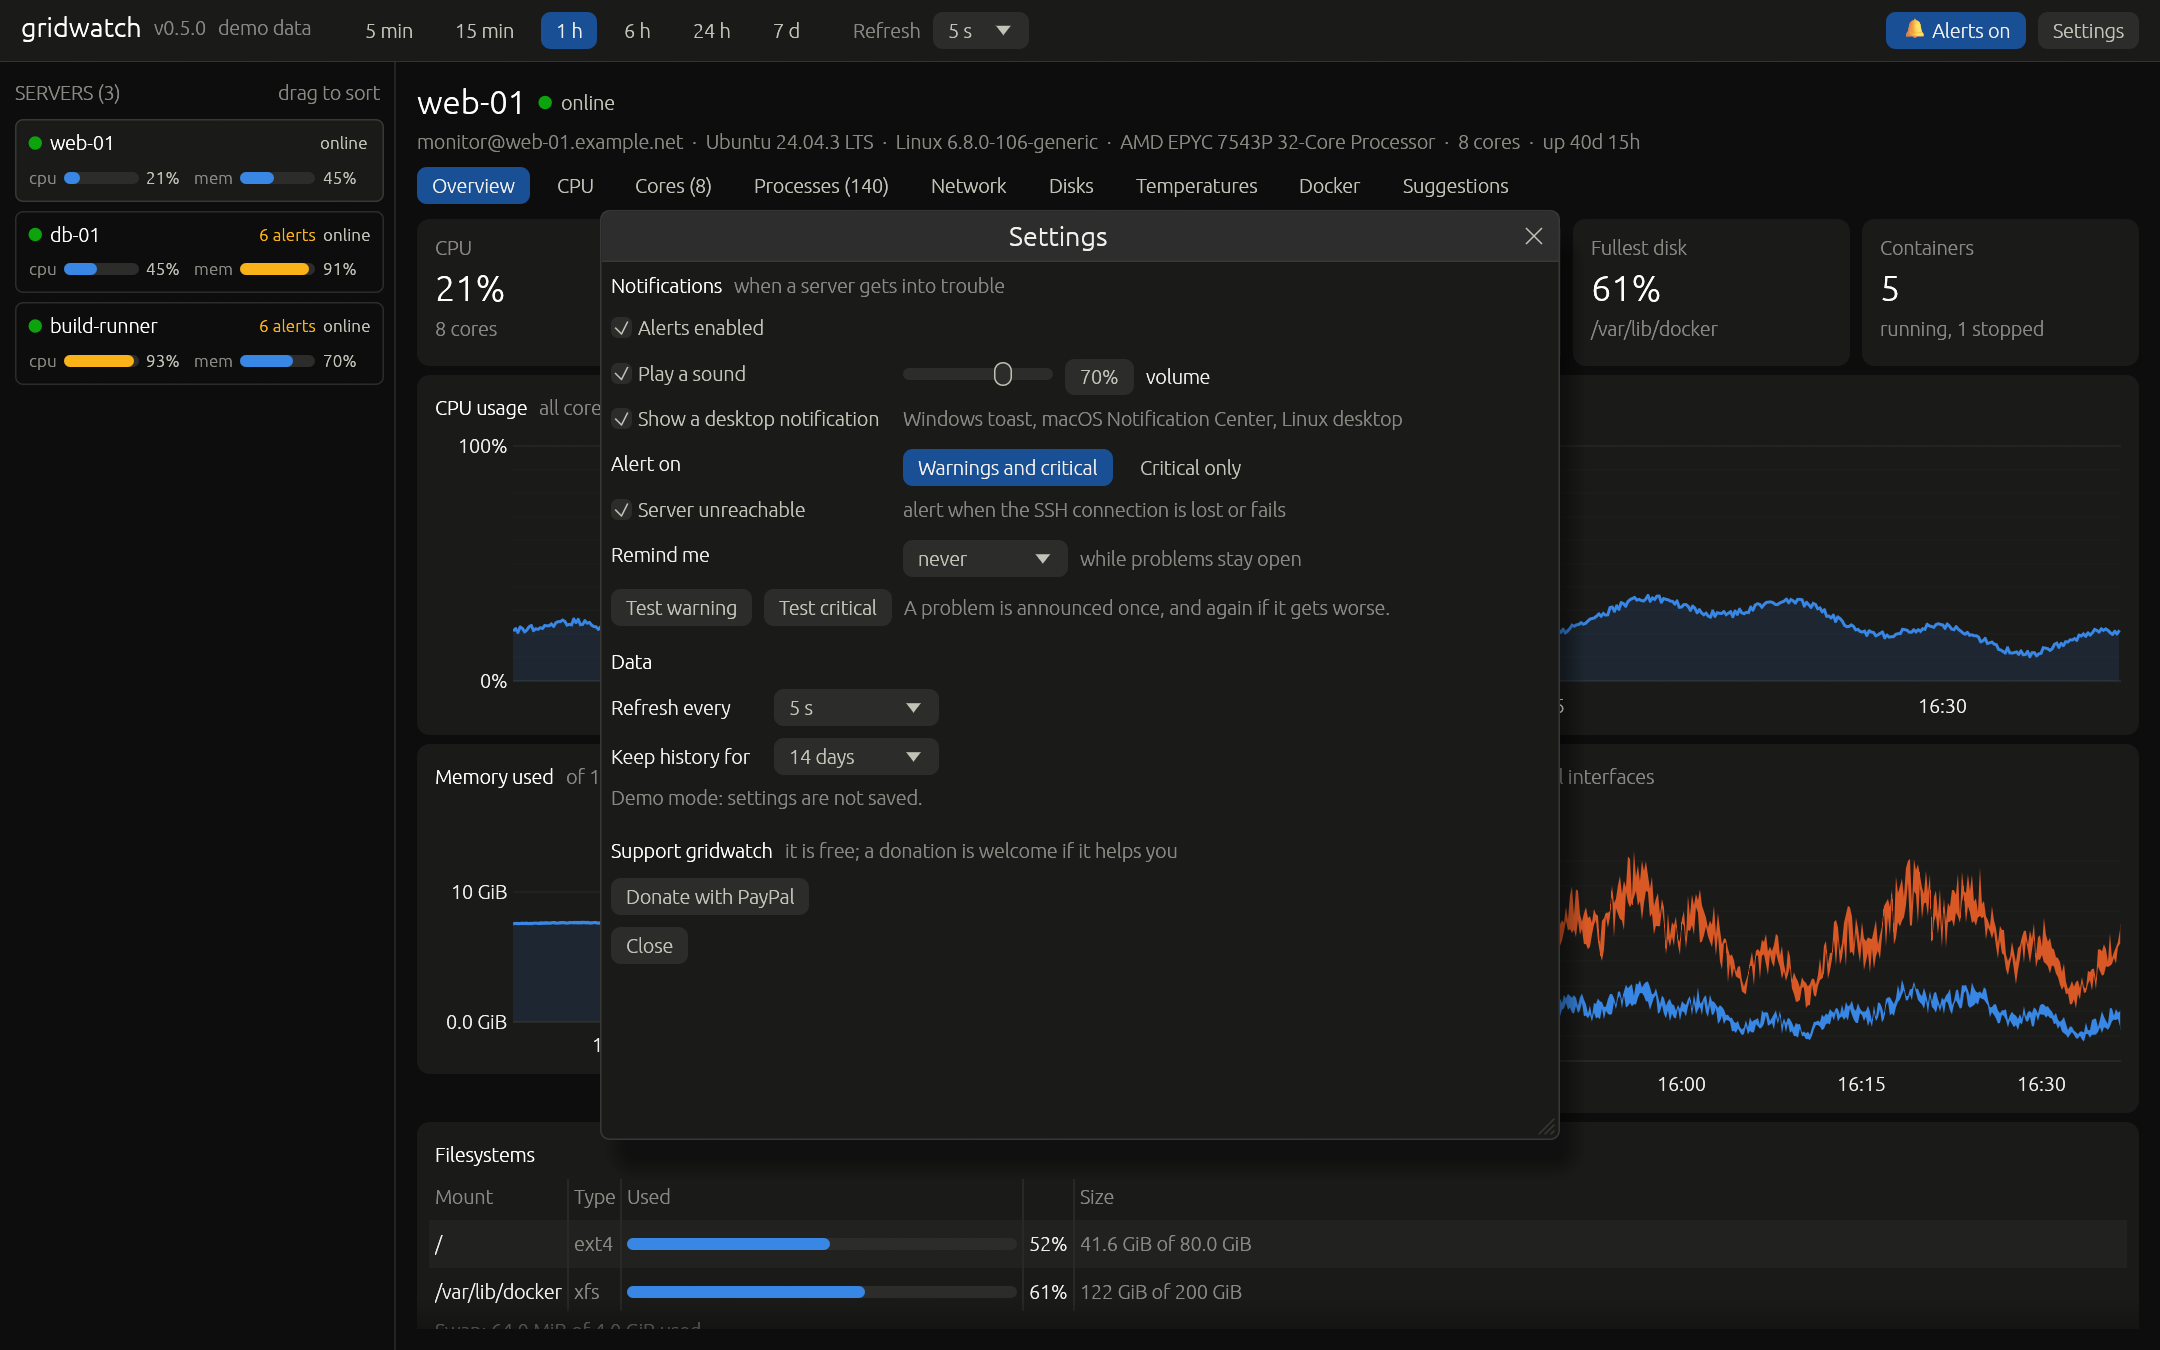 gridwatch v0.5.0 demo data 5 min 15 min 1 h 6 h 24 h 7 d Refresh 5 s Alerts on Settings
SERVERS (3) drag to sort
web-01 online
cpu 21% mem 45%
db-01 6 alerts online
cpu 45% mem 91%
build-runner 6 alerts online
cpu 93% mem 70%
web-01 online
monitor@web-01.example.net · Ubuntu 24.04.3 LTS · Linux 6.8.0-106-generic · AMD EPYC 7543P 32-Core Processor · 8 cores · up 40d 15h
Overview CPU Cores (8) Processes (140) Network Disks Temperatures Docker Suggestions
CPU
21%
8 cores
Fullest disk
61%
/var/lib/docker
Containers
5
running, 1 stopped
CPU usage all core
100%
0%
16:30
Memory used of 1
10 GiB
0.0 GiB
interfaces
16:00 16:15 16:30
Settings
Notifications when a server gets into trouble
Alerts enabled
Play a sound 70% volume
Show a desktop notification Windows toast, macOS Notification Center, Linux desktop
Alert on Warnings and critical Critical only
Server unreachable alert when the SSH connection is lost or fails
Remind me never while problems stay open
Test warning Test critical A problem is announced once, and again if it gets worse.
Data
Refresh every 5 s
Keep history for 14 days
Demo mode: settings are not saved.
Support gridwatch it is free; a donation is welcome if it helps you
Donate with PayPal
Close
Filesystems
Mount Type Used Size
/ ext4 52% 41.6 GiB of 80.0 GiB
/var/lib/docker xfs 61% 122 GiB of 200 GiB